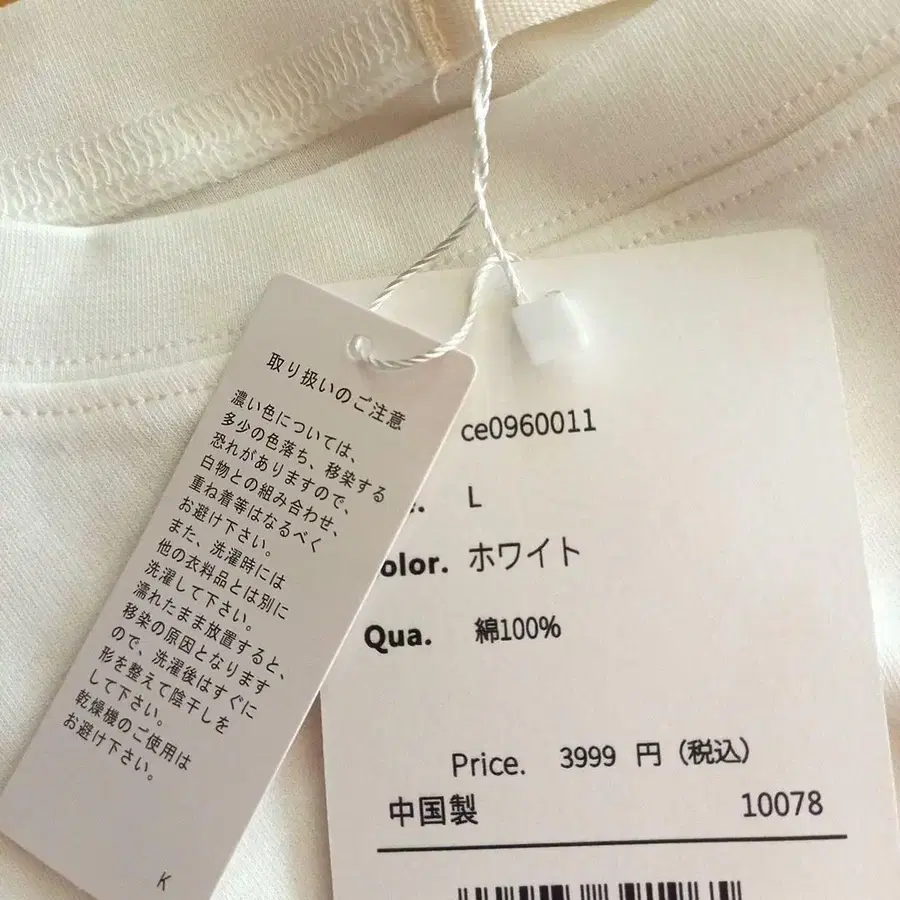 取り扱いのご注意
濃い色については、
多少の色落ち、移染する
恐れがありますので、
白物との組み合わせ、
重ね着等はなるべく
お避け下さい。
また、洗濯時には
他の衣料品とは別に
洗濯して下さい。
濡れたまま放置すると、
移染の原因となります
ので、洗濯後はすぐに
形を整えて陰干しを
して下さい。
乾燥機のご使用は
お避け下さい。
K
ce0960011
L
olor. ホワイト
Qua. 綿100%
Price. 3999 円（税込）
中国製 10078